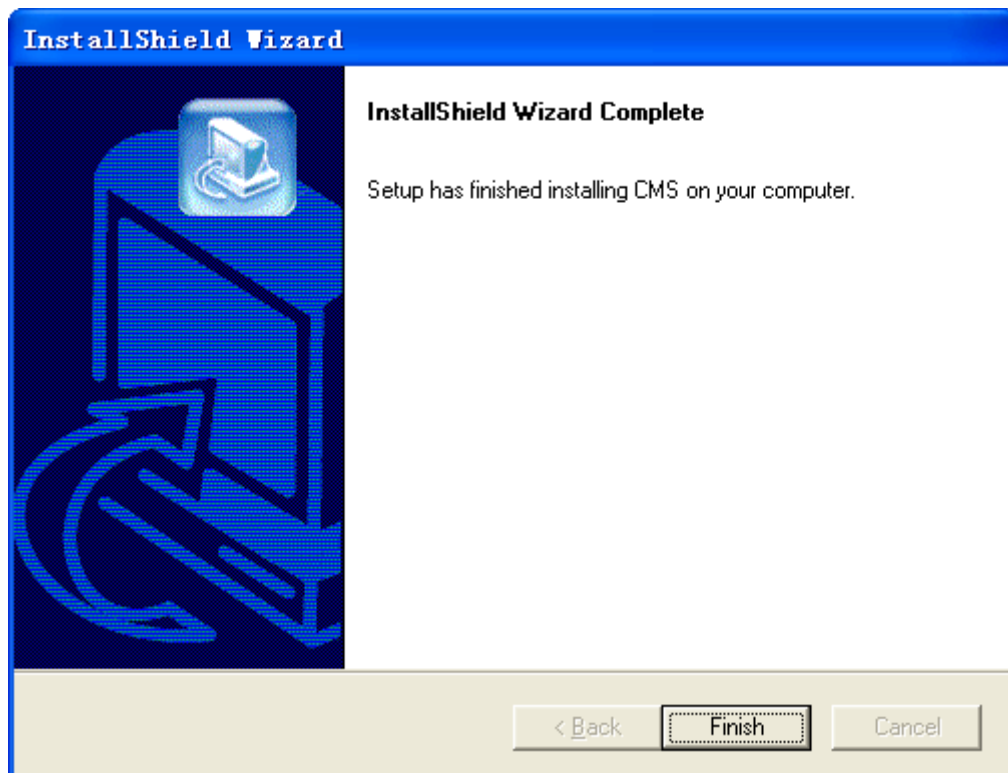 InstallShield Wizard
InstallShield Wizard Complete
Setup has finished installing CMS on your computer.
< Back Finish Cancel